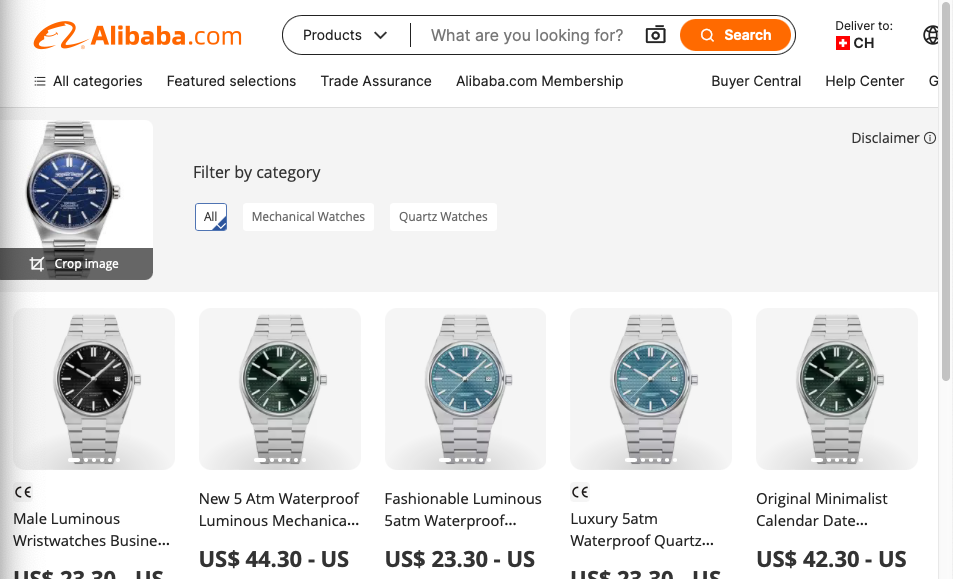 Alibaba.com
Products
What are you looking for?
Search
Deliver to:
CH
All categories
Featured selections
Trade Assurance
Alibaba.com Membership
Buyer Central
Help Center
G
Disclaimer
Filter by category
All
Mechanical Watches
Quartz Watches
Crop image
CE
Male Luminous
Wristwatches Busine...
US$ 23.30 - US
New 5 Atm Waterproof
Luminous Mechanica...
US$ 44.30 - US
Fashionable Luminous
5atm Waterproof...
US$ 23.30 - US
CE
Luxury 5atm
Waterproof Quartz...
US$ 23.30 - US
Original Minimalist
Calendar Date...
US$ 42.30 - US